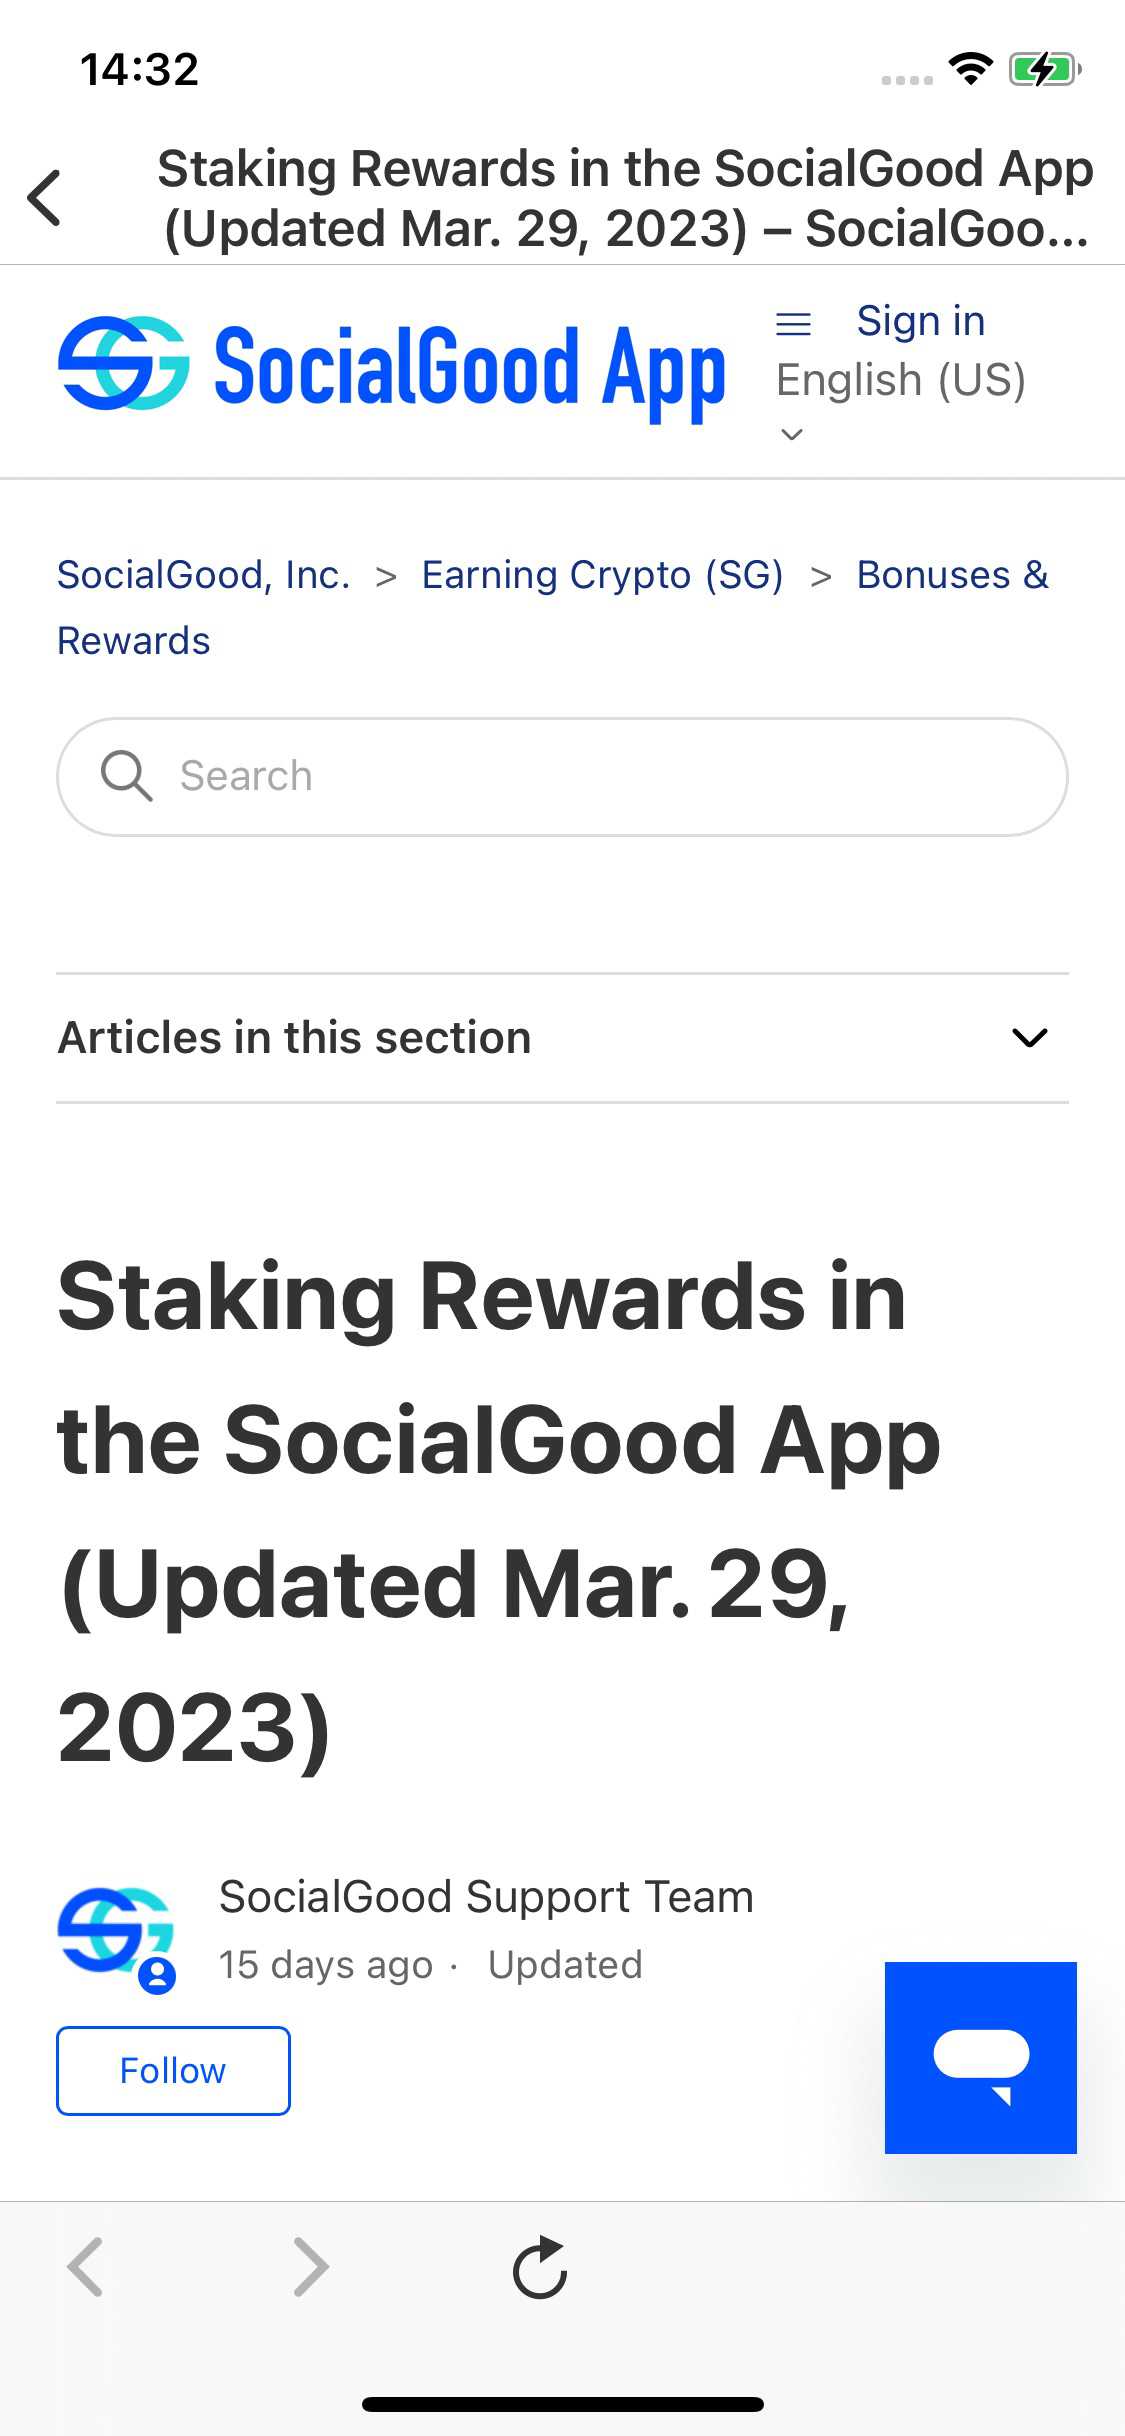 14:32
Staking Rewards in the SocialGood App
(Updated Mar. 29, 2023) – SocialGoo...
SocialGood App
Sign in
English (US)
SocialGood, Inc. > Earning Crypto (SG) > Bonuses &
Rewards
Search
Articles in this section
Staking Rewards in
the SocialGood App
(Updated Mar. 29,
2023)
SocialGood Support Team
15 days ago · Updated
Follow